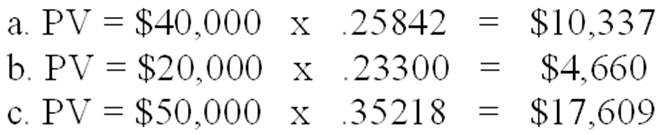 a. PV = $40,000 x .25842 = $10,337
b. PV = $20,000 x .23300 = $4,660
c. PV = $50,000 x .35218 = $17,609